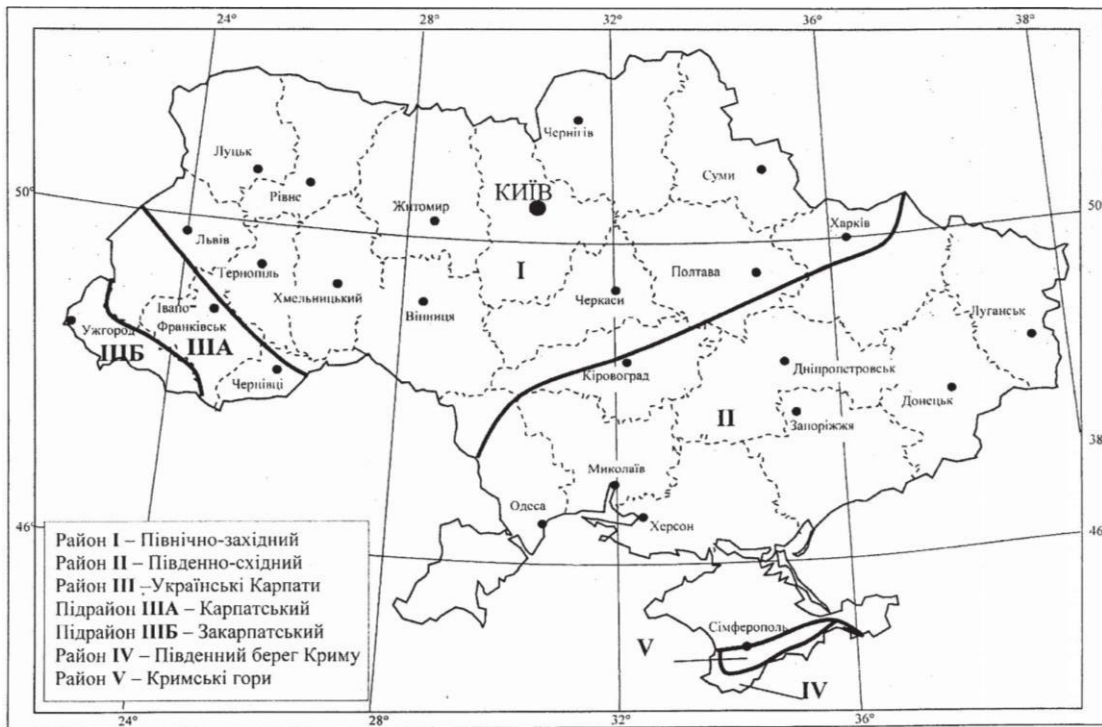 24°
28°
32°
36°
38°
Чернігів
Луцьк
Суми
50°
Рівне
КИЇВ
50°
Житомир
Харків
Львів
I
Тернопіль
Полтава
Хмельницький
Черкаси
Івано-
Франківськ
Вінниця
Луганськ
Ужгород
IIIБ
IIIА
Чернівці
Кіровоград
Дніпропетровськ
Донецьк
II
Запоріжжя
38°
Миколаїв
Одеса
46°
Херсон
46°
Район I – Північно-західний
Район II – Південно-східний
Район III –Українські Карпати
Підрайон IIIА – Карпатський
Підрайон IIIБ – Закарпатський
Район IV – Південний берег Криму
Район V – Кримські гори
Сімферополь
V
IV
24°
28°
32°
36°